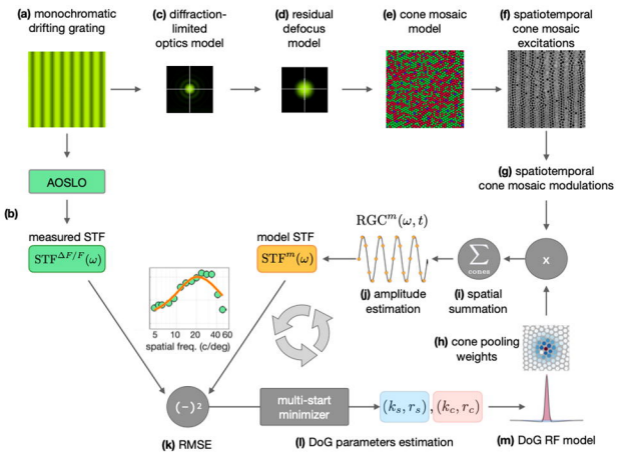 (a) monochromatic
drifting grating
(c) diffraction-
limited
optics model
(d) residual
defocus
model
(e) cone mosaic
model
(f) spatiotemporal
cone mosaic
excitations
AOSLO
(g) spatiotemporal
cone mosaic modulations
(b)
measured STF
STF^{ΔF/F}(ω)
model STF
STF^m(ω)
RGC^m(ω, t)
(j) amplitude
estimation
Σ
cones
(i) spatial
summation
x
5 10 20 40 60
spatial freq. (c/deg)
(h) cone pooling
weights
(−)²
(k) RMSE
multi-start
minimizer
(k_s, r_s) , (k_c, r_c)
(l) DoG parameters estimation
(m) DoG RF model